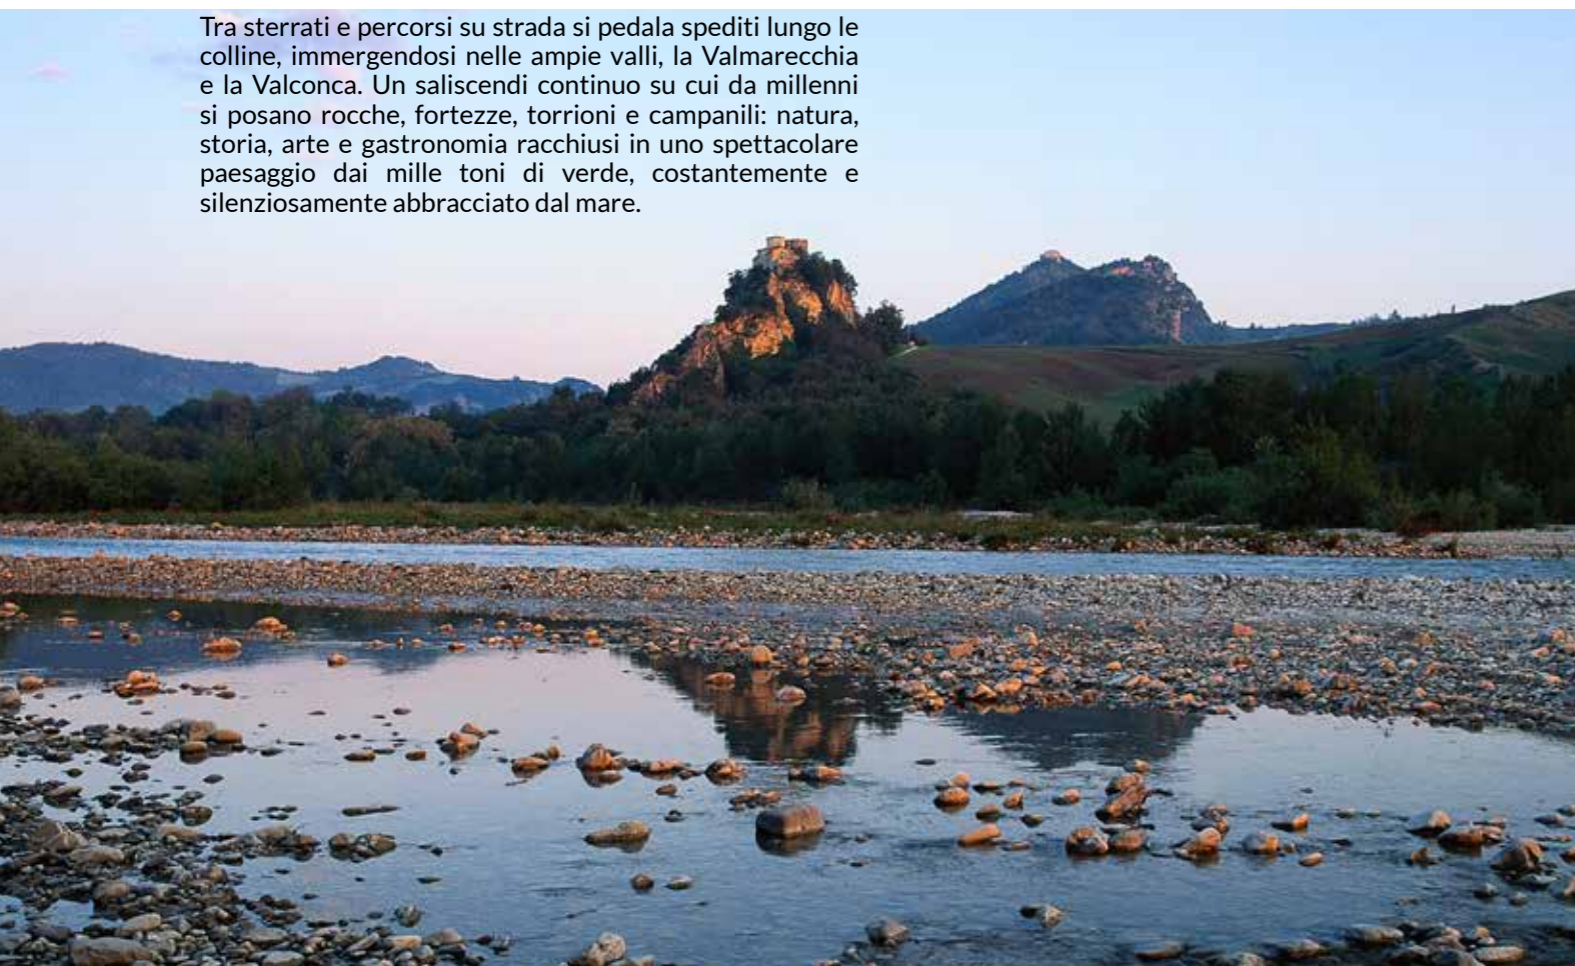 Tra sterrati e percorsi su strada si pedala spediti lungo le
colline, immergendosi nelle ampie valli, la Valmarecchia
e la Valconca. Un saliscendi continuo su cui da millenni
si posano rocche, fortezze, torrioni e campanili: natura,
storia, arte e gastronomia racchiusi in uno spettacolare
paesaggio dai mille toni di verde, costantemente e
silenziosamente abbracciato dal mare.